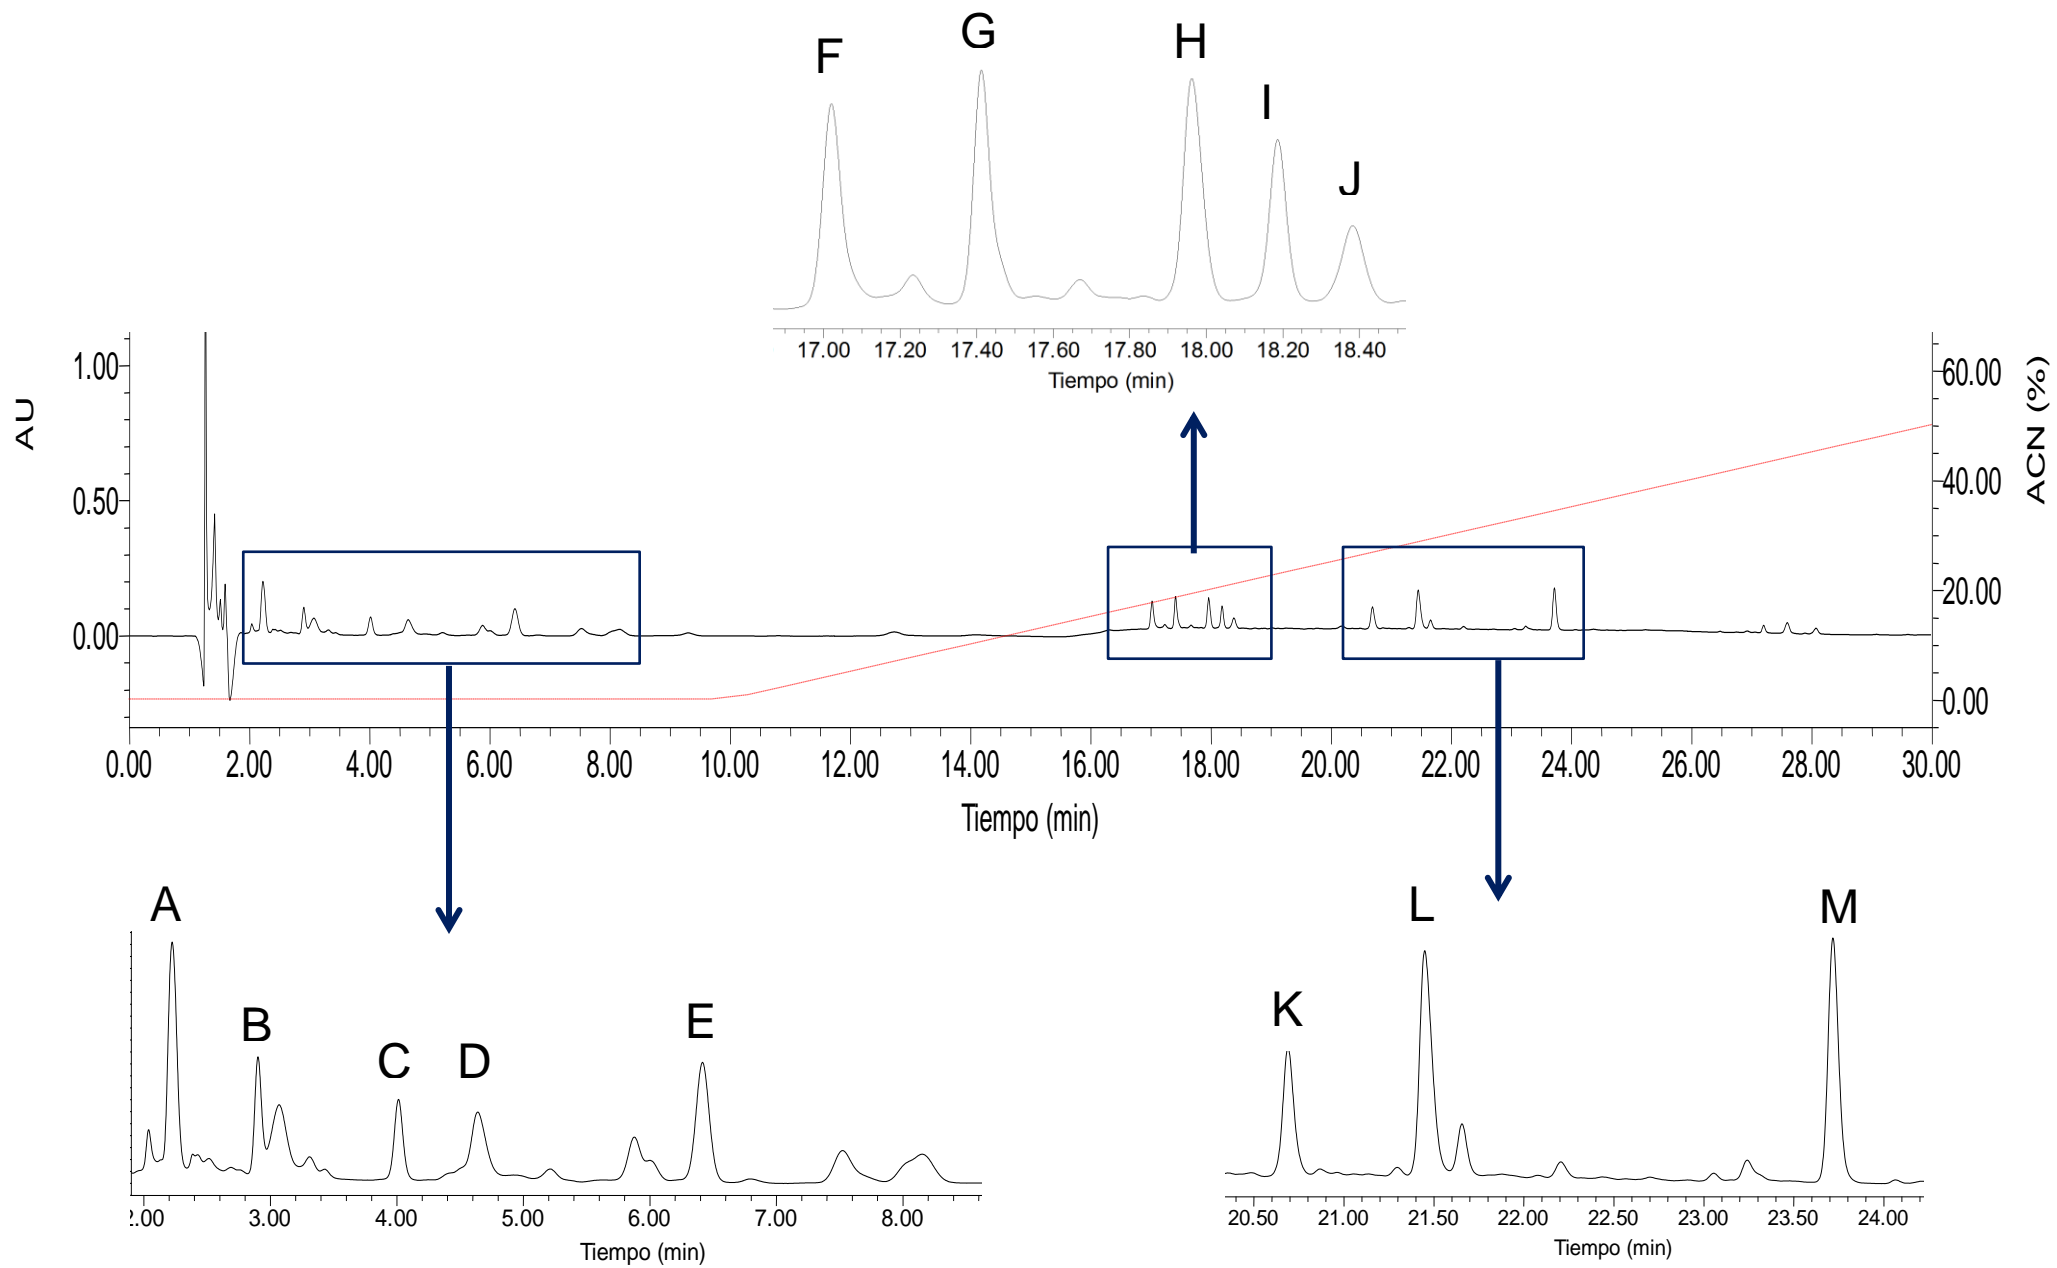 F
G
H
I
J
17.00 17.20 17.40 17.60 17.80 18.00 18.20 18.40
Tiempo (min)
AU
1.00
0.50
0.00
ACN (%)
60.00
40.00
20.00
0.00
0.00 2.00 4.00 6.00 8.00 10.00 12.00 14.00 16.00 18.00 20.00 22.00 24.00 26.00 28.00 30.00
Tiempo (min)
A
B
C
D
E
:.00 3.00 4.00 5.00 6.00 7.00 8.00
Tiempo (min)
K
L
M
20.50 21.00 21.50 22.00 22.50 23.00 23.50 24.00
Tiempo (min)